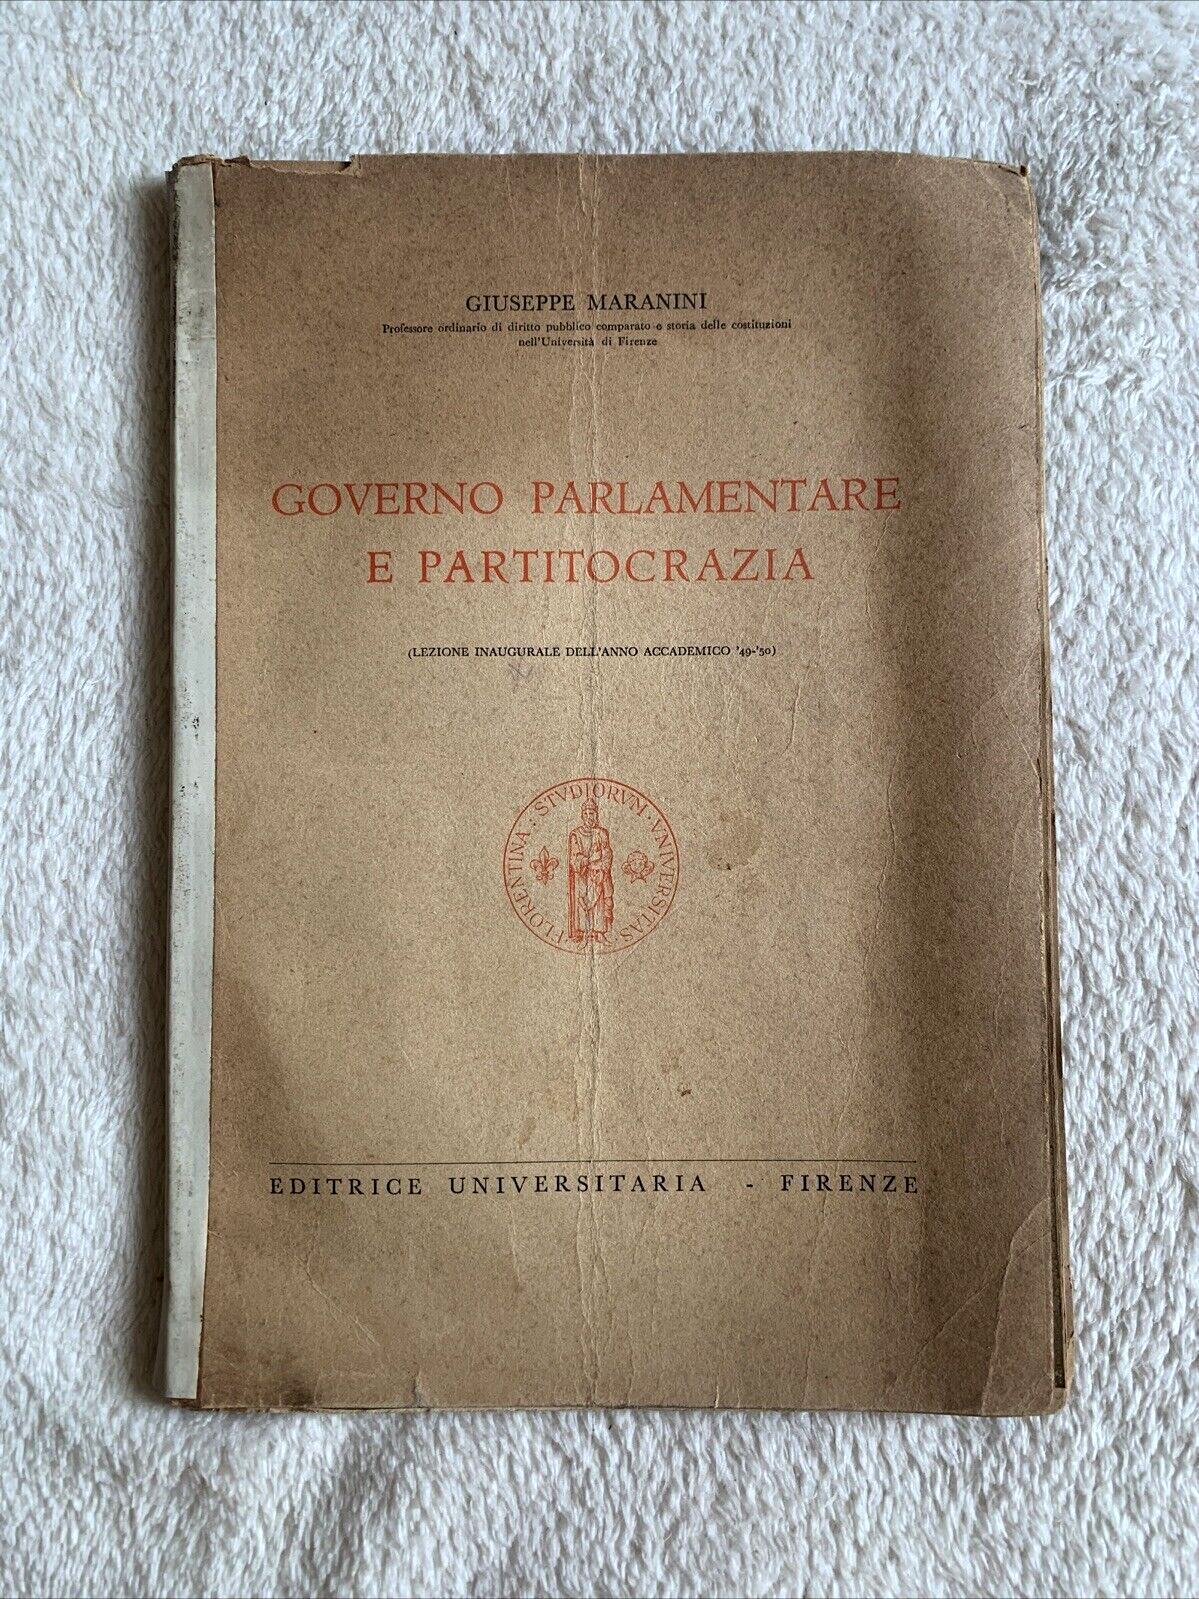 GIUSEPPE MARANINI
Professore ordinario di diritto pubblico comparato e storia delle costituzioni
nell'Università di Firenze
GOVERNO PARLAMENTARE
E PARTITOCRAZIA
(LEZIONE INAUGURALE DELL'ANNO ACCADEMICO '49-'50)
FLORENTINA · STVDIORVM · VNIVERSITAS ·
EDITRICE UNIVERSITARIA - FIRENZE